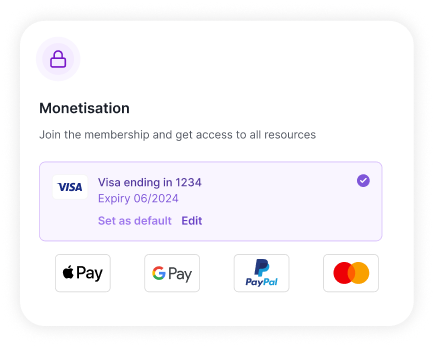 Monetisation
Join the membership and get access to all resources
VISA
Visa ending in 1234
Expiry 06/2024
Set as default Edit
Pay
G Pay
PayPal